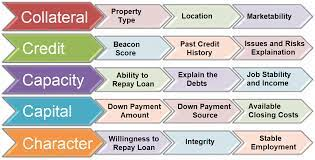 Collateral
Property
Type
Location
Marketability
Credit
Beacon
Score
Past Credit
History
Issues and Risks
Explaination
Capacity
Ability to
Repay Loan
Explain the
Debts
Job Stability
and Income
Capital
Down Payment
Amount
Down Payment
Source
Available
Closing Costs
Character
Willingness to
Repay Loan
Integrity
Stable
Employment